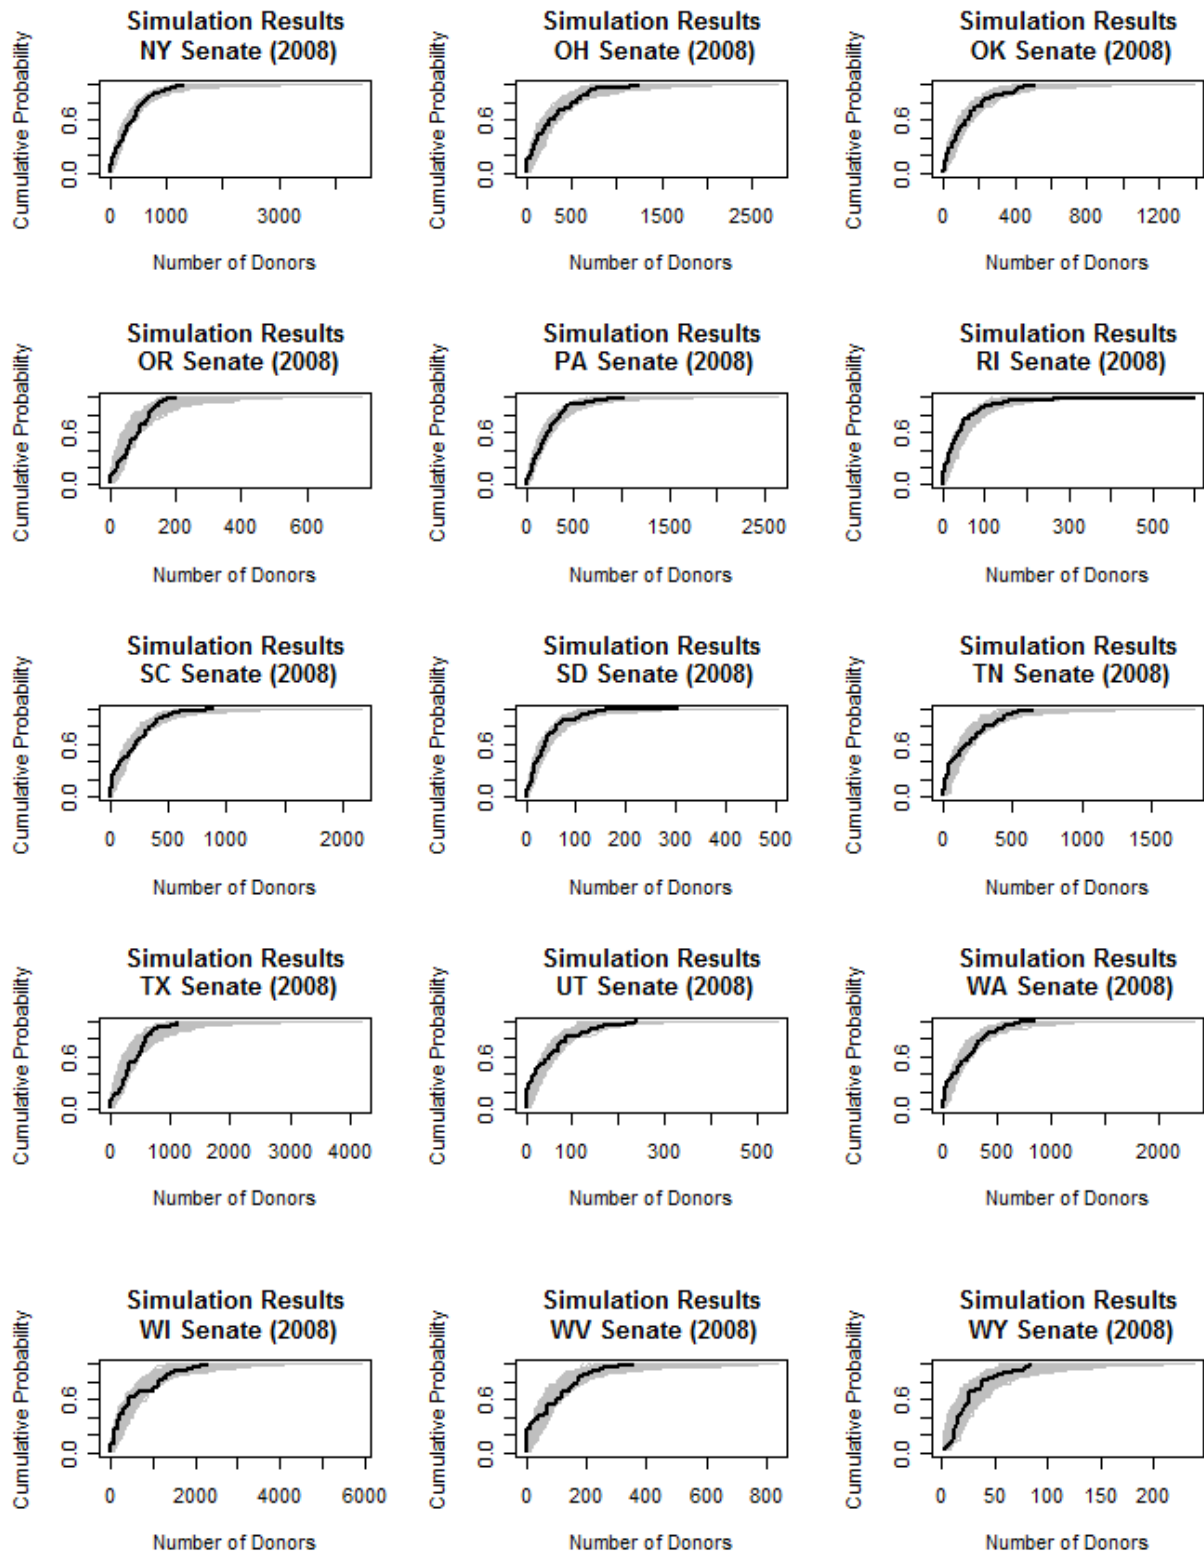 Simulation Results
NY Senate (2008)
Cumulative Probability
0.0 0.6
0 1000 3000
Number of Donors
Simulation Results
OH Senate (2008)
Cumulative Probability
0.0 0.6
0 500 1500 2500
Number of Donors
Simulation Results
OK Senate (2008)
Cumulative Probability
0.0 0.6
0 400 800 1200
Number of Donors
Simulation Results
OR Senate (2008)
Cumulative Probability
0.0 0.6
0 200 400 600
Number of Donors
Simulation Results
PA Senate (2008)
Cumulative Probability
0.0 0.6
0 500 1500 2500
Number of Donors
Simulation Results
RI Senate (2008)
Cumulative Probability
0.0 0.6
0 100 300 500
Number of Donors
Simulation Results
SC Senate (2008)
Cumulative Probability
0.0 0.6
0 500 1000 2000
Number of Donors
Simulation Results
SD Senate (2008)
Cumulative Probability
0.0 0.6
0 100 200 300 400 500
Number of Donors
Simulation Results
TN Senate (2008)
Cumulative Probability
0.0 0.6
0 500 1000 1500
Number of Donors
Simulation Results
TX Senate (2008)
Cumulative Probability
0.0 0.6
0 1000 2000 3000 4000
Number of Donors
Simulation Results
UT Senate (2008)
Cumulative Probability
0.0 0.6
0 100 300 500
Number of Donors
Simulation Results
WA Senate (2008)
Cumulative Probability
0.0 0.6
0 500 1000 2000
Number of Donors
Simulation Results
WI Senate (2008)
Cumulative Probability
0.0 0.6
0 2000 4000 6000
Number of Donors
Simulation Results
WV Senate (2008)
Cumulative Probability
0.0 0.6
0 200 400 600 800
Number of Donors
Simulation Results
WY Senate (2008)
Cumulative Probability
0.0 0.6
0 50 100 150 200
Number of Donors